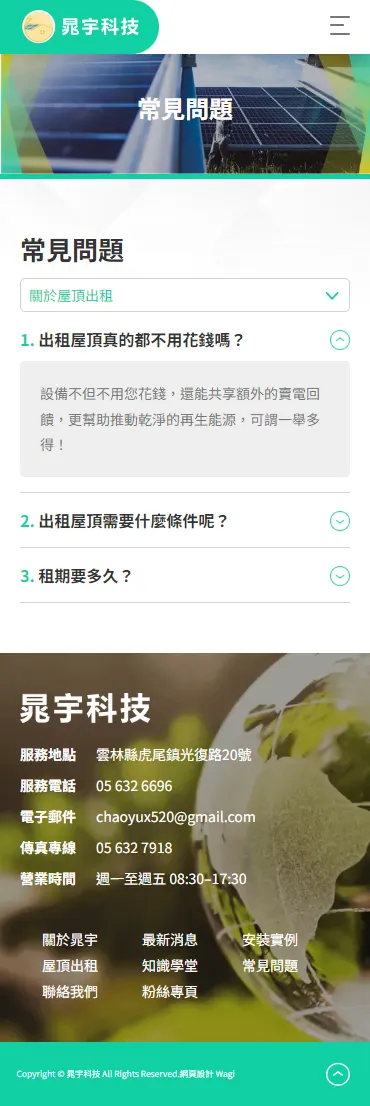 晁宇科技
常見問題
常見問題
關於屋頂出租
1. 出租屋頂真的都不用花錢嗎？
設備不但不用您花錢，還能共享額外的賣電回
饋，更幫助推動乾淨的再生能源，可謂一舉多
得！
2. 出租屋頂需要什麼條件呢？
3. 租期要多久？
晁宇科技
服務地點 雲林縣虎尾鎮光復路20號
服務電話 05 632 6696
電子郵件 chaoyux520@gmail.com
傳真專線 05 632 7918
營業時間 週一至週五 08:30–17:30
關於晁宇 最新消息 安裝實例
屋頂出租 知識學堂 常見問題
聯絡我們 粉絲專頁
Copyright © 晁宇科技 All Rights Reserved.網頁設計 Wagi